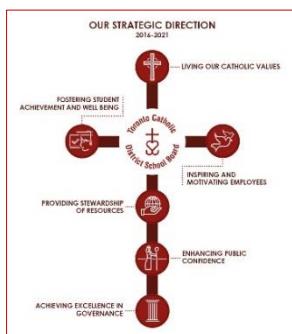 OUR STRATEGIC DIRECTION
2016-2021
LIVING OUR CATHOLIC VALUES
FOSTERING STUDENT
ACHIEVEMENT AND WELL BEING
Toronto Catholic
District School Board
INSPIRING AND
MOTIVATING EMPLOYEES
PROVIDING STEWARDSHIP
OF RESOURCES
ENHANCING PUBLIC
CONFIDENCE
ACHIEVING EXCELLENCE IN
GOVERNANCE